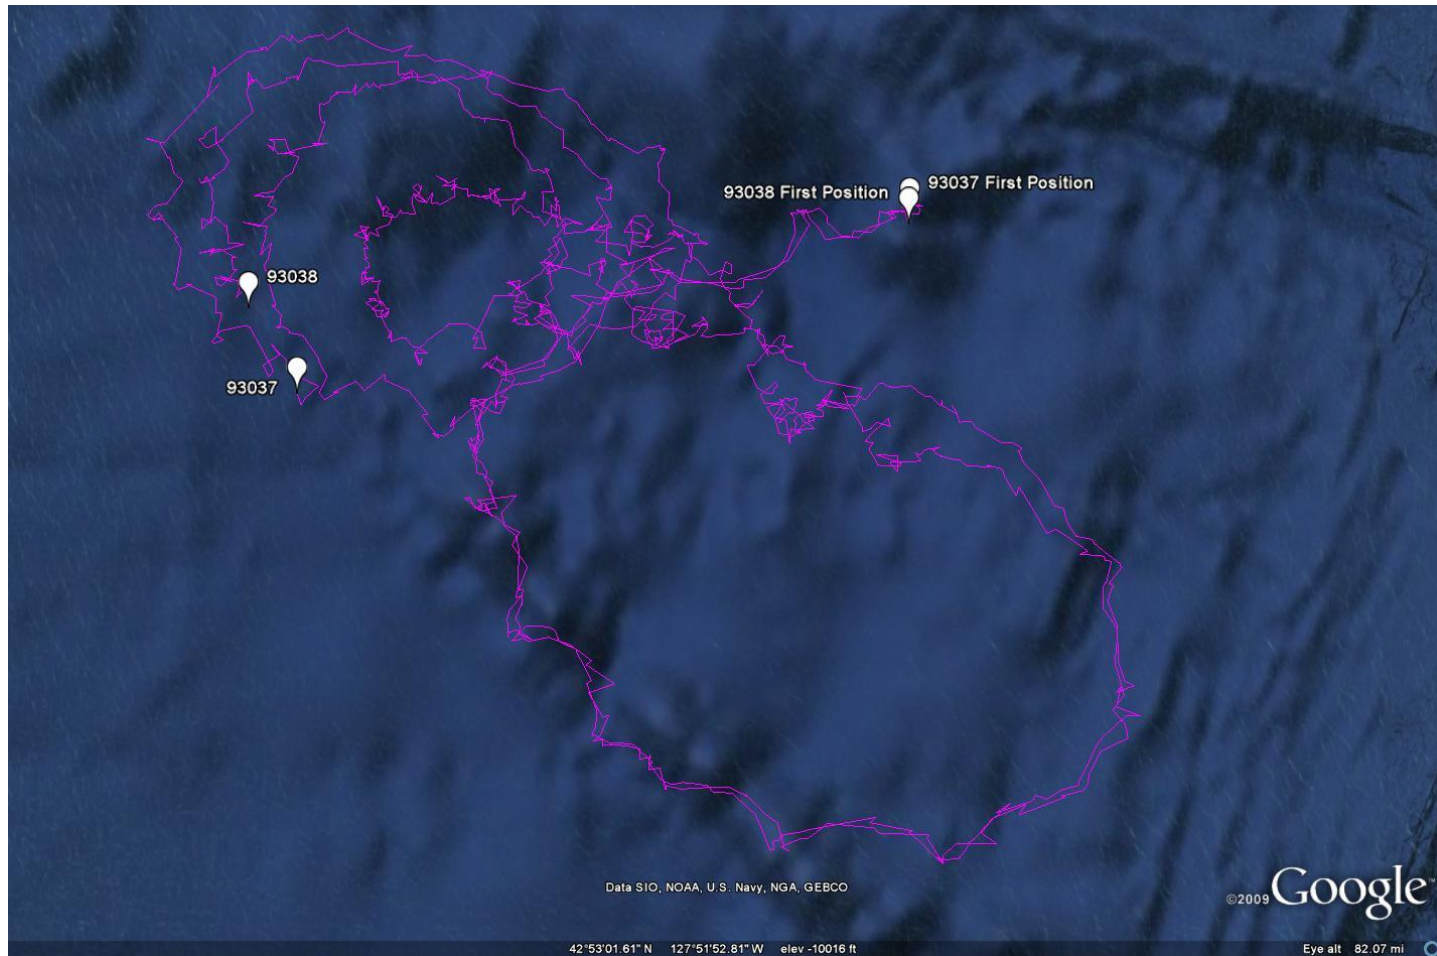 93038 First Position
93037 First Position
93038
93037
Data SIO, NOAA, U.S. Navy, NGA, GEBCO
©2009 Google™
42°53'01.61" N 127°51'52.81" W elev -10016 ft
Eye alt 82.07 mi